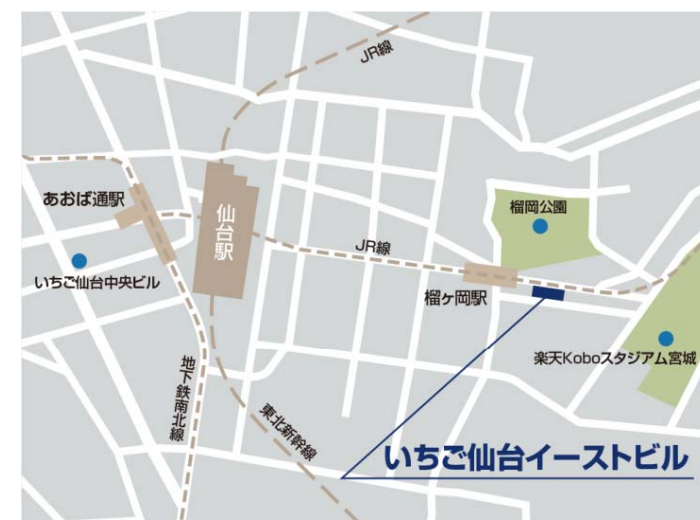 JR線
あおば通駅
仙台駅
榴岡公園
JR線
いちご仙台中央ビル
榴ヶ岡駅
楽天Koboスタジアム宮城
地下鉄南北線
東北新幹線
いちご仙台イーストビル